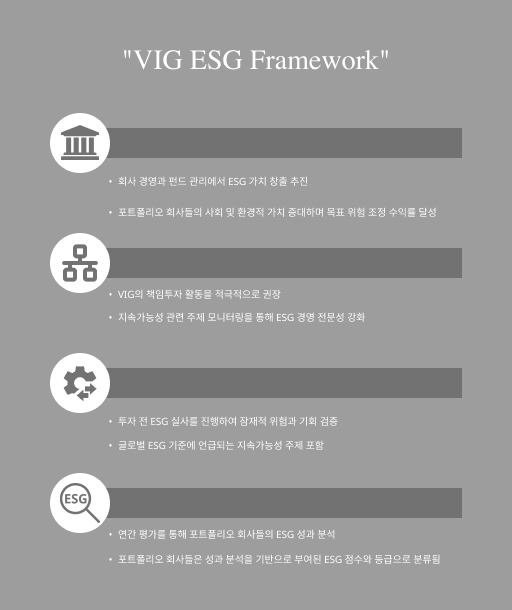 "VIG ESG Framework"
• 회사 경영과 펀드 관리에서 ESG 가치 창출 추진
• 포트폴리오 회사들의 사회 및 환경적 가치 증대하며 목표 위험 조정 수익률 달성
• VIG의 책임투자 활동을 적극적으로 권장
• 지속가능성 관련 주제 모니터링을 통해 ESG 경영 전문성 강화
• 투자 전 ESG 실사를 진행하여 잠재적 위험과 기회 검증
• 글로벌 ESG 기준에 언급되는 지속가능성 주제 포함
ESG
• 연간 평가를 통해 포트폴리오 회사들의 ESG 성과 분석
• 포트폴리오 회사들은 성과 분석을 기반으로 부여된 ESG 점수와 등급으로 분류됨